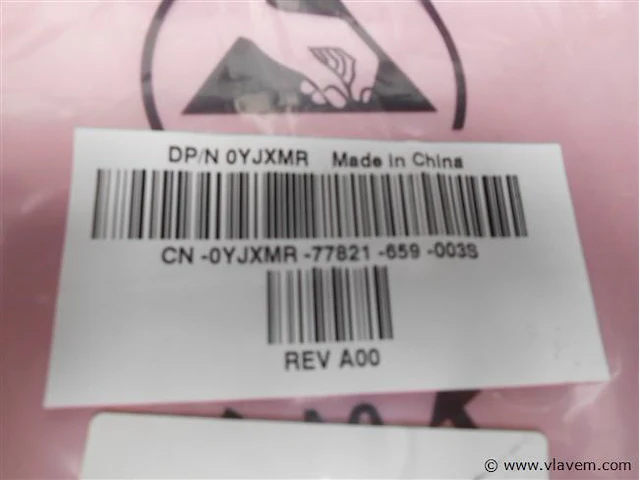 DP/N 0YJXMR Made in China
CN -0YJXMR -77821 -659 -003S
REV A00
© www.vlavem.com